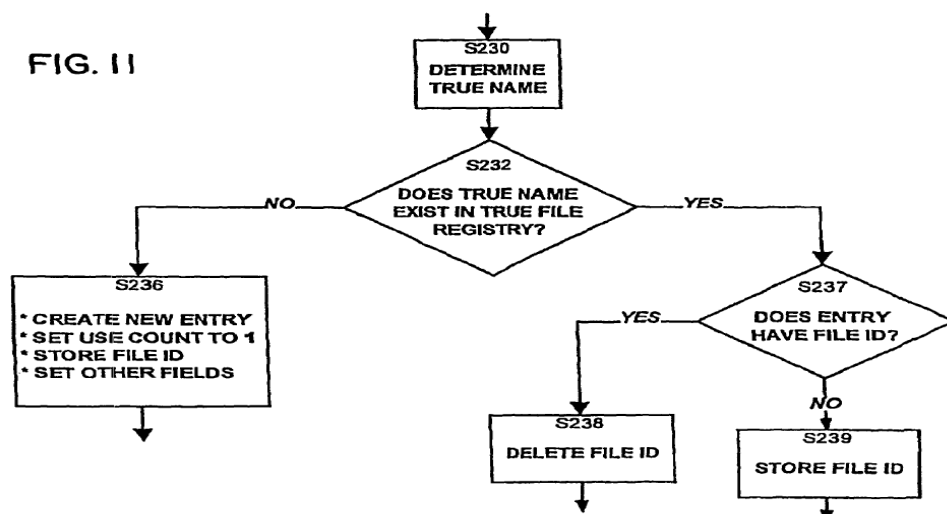 FIG. 11
S230
DETERMINE
TRUE NAME
S232
DOES TRUE NAME
EXIST IN TRUE FILE
REGISTRY?
NO
YES
S236
* CREATE NEW ENTRY
* SET USE COUNT TO 1
* STORE FILE ID
* SET OTHER FIELDS
S237
DOES ENTRY
HAVE FILE ID?
YES
NO
S238
DELETE FILE ID
S239
STORE FILE ID